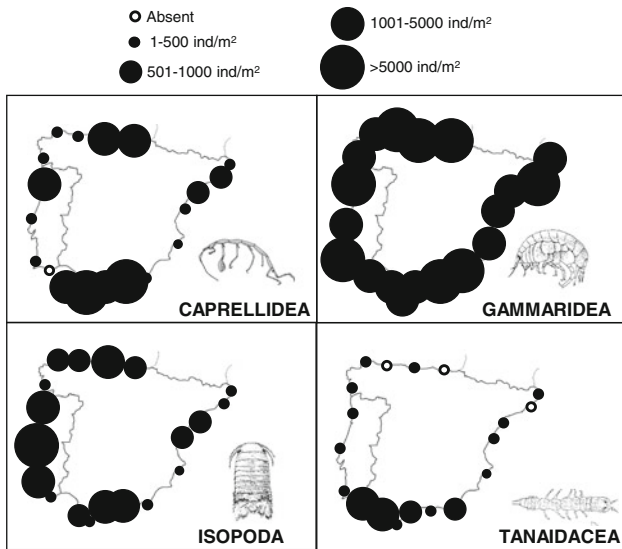 Absent
1-500 ind/m²
501-1000 ind/m²
1001-5000 ind/m²
>5000 ind/m²
CAPRELLIDEA
GAMMARIDEA
ISOPODA
TANAIDACEA